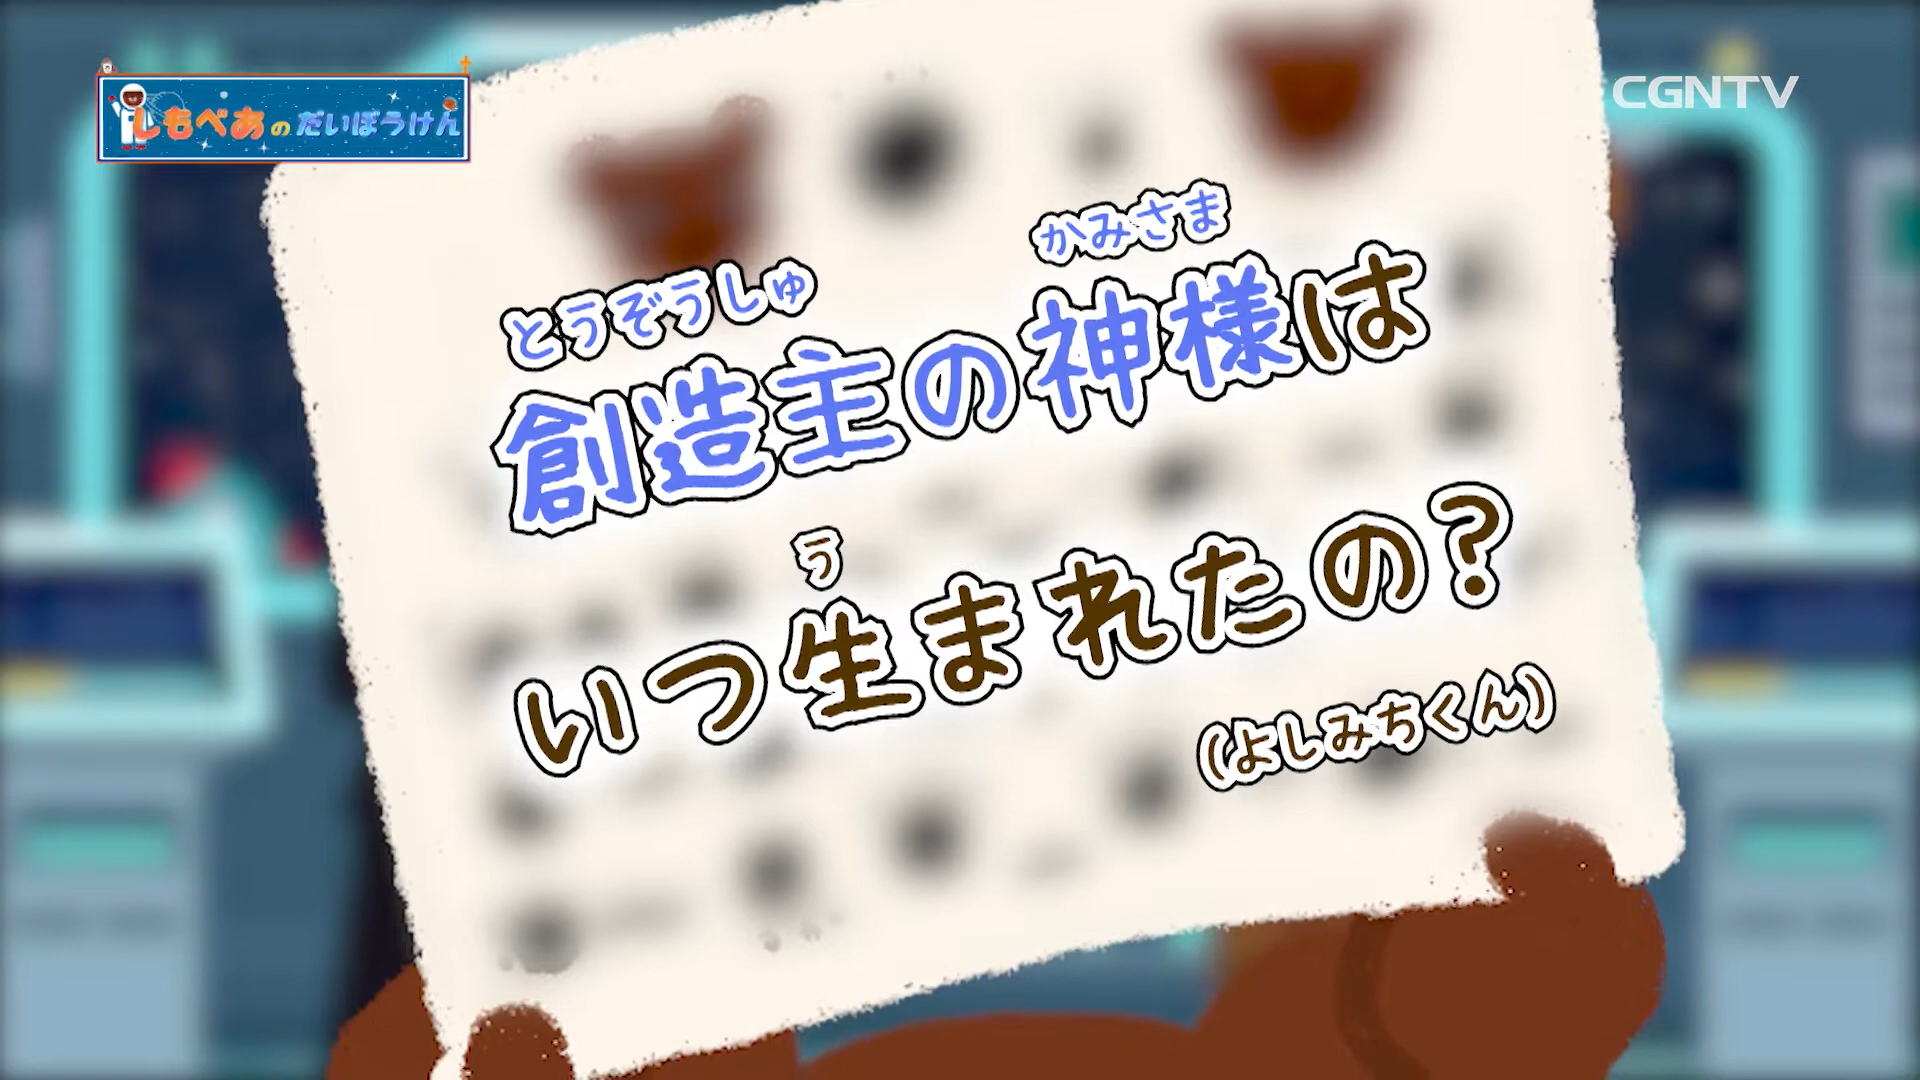 しもべあのだいぼうけん
CGNTV
とうぞうしゅ かみさま
創造主の神様は
う
いつ生まれたの?
(よしみちくん)